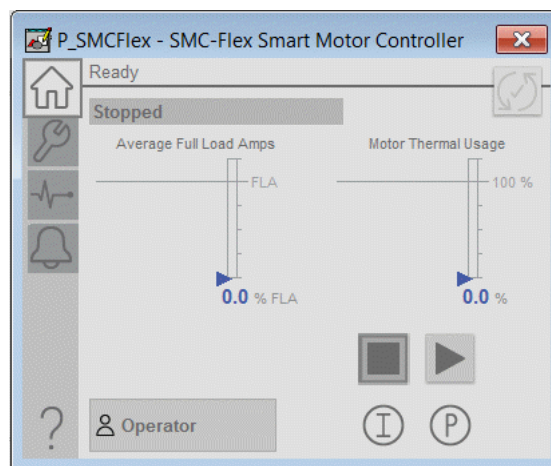 P_SMCFlex - SMC-Flex Smart Motor Controller
Ready
Stopped
Average Full Load Amps
Motor Thermal Usage
FLA
100 %
0.0 % FLA
0.0 %
Operator
I
P
?